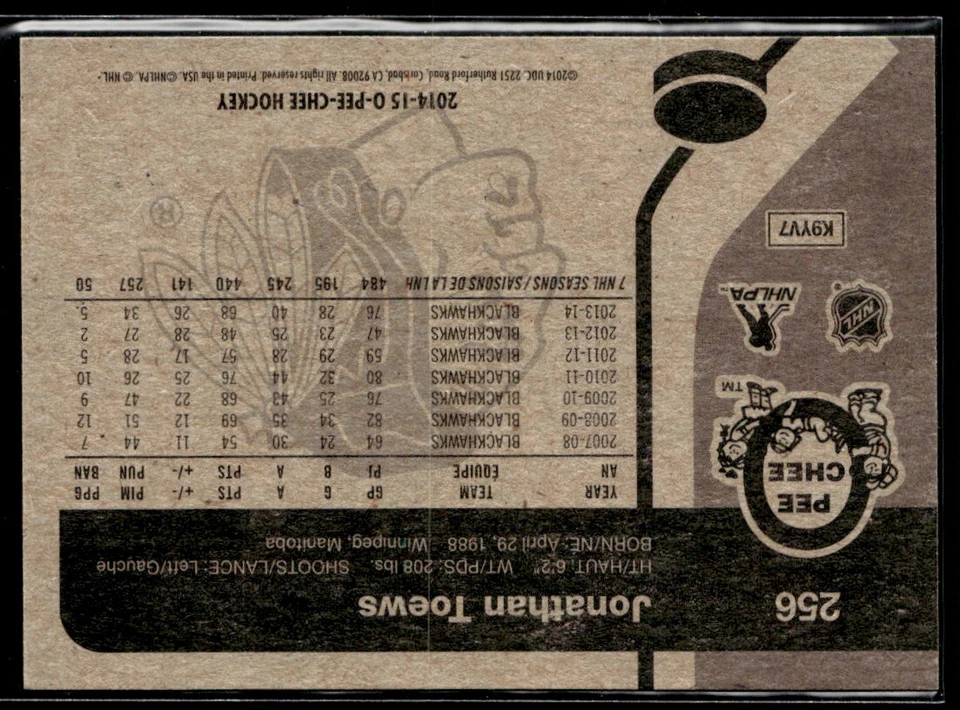 256
Jonathan Toews
HT/HAUT: 6'2" WT/PDS: 208 lbs. SHOOTS/LANCE: Left/Gauche
BORN/NÉ: April 29, 1988 Winnipeg, Manitoba
O PEE CHEE TM
YEAR TEAM GP G A PTS +/- PIM PPG
AN ÉQUIPE PJ B A PTS +/- PUN BAN
2007-08 BLACKHAWKS 64 24 30 54 11 44 7
2008-09 BLACKHAWKS 82 34 35 69 12 51 12
2009-10 BLACKHAWKS 76 25 43 68 22 47 9
2010-11 BLACKHAWKS 80 32 44 76 25 26 10
2011-12 BLACKHAWKS 59 29 28 57 17 28 5
2012-13 BLACKHAWKS 47 23 25 48 28 27 2
2013-14 BLACKHAWKS 76 28 40 68 26 34 5
7 NHL SEASONS / SAISONS DE LA LNH 484 195 245 440 141 257 50
NHL
NHLPA™
K9YV7
®
2014-15 O-PEE-CHEE HOCKEY
©2014 UDC. 2251 Rutherford Road, Carlsbad, CA 92008. All rights reserved. Printed in the USA. ©NHLPA. © NHL.